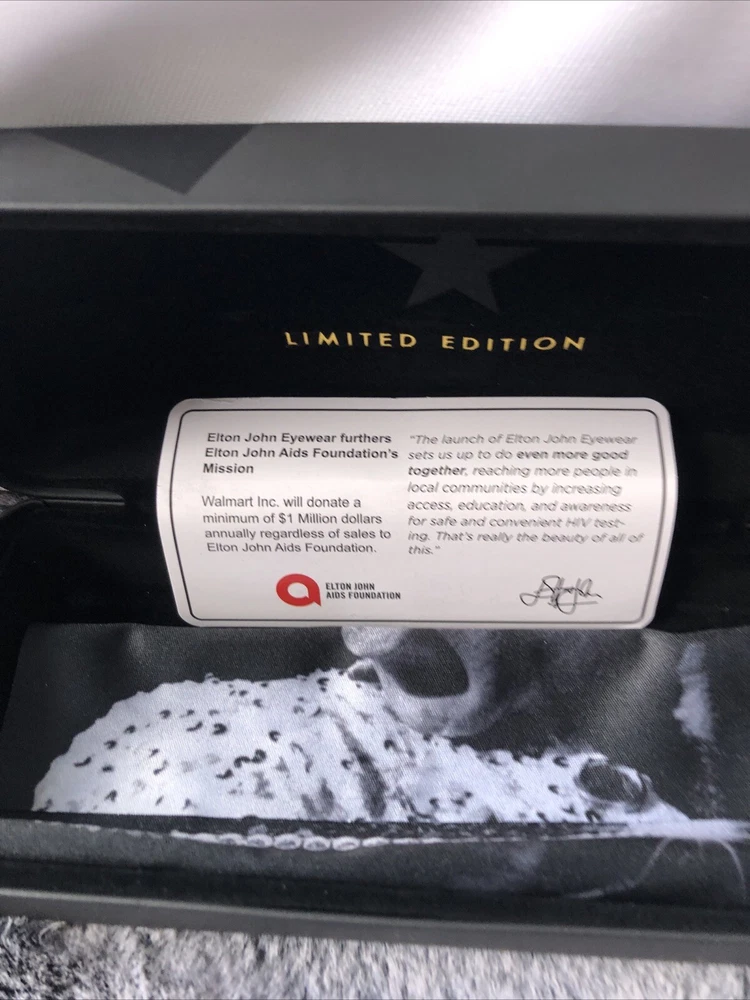 LIMITED EDITION
Elton John Eyewear furthers
Elton John Aids Foundation's
Mission
Walmart Inc. will donate a
minimum of $1 Million dollars
annually regardless of sales to
Elton John Aids Foundation.
ELTON JOHN
AIDS FOUNDATION
"The launch of Elton John Eyewear
sets us up to do even more good
together, reaching more people in
local communities by increasing
access, education, and awareness
for safe and convenient HIV test-
ing. That's really the beauty of all of
this."